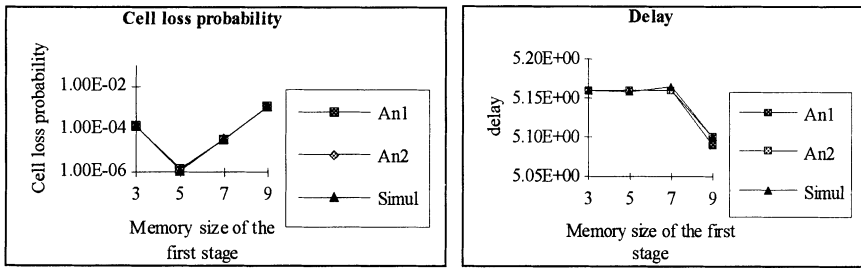 Cell loss probability
Cell loss probability
1.00E-02
1.00E-04
1.00E-06
3 5 7 9
Memory size of the
first stage
An1
An2
Simul
Delay
delay
5.20E+00
5.15E+00
5.10E+00
5.05E+00
3 5 7 9
Memory size of the first
stage
An1
An2
Simul